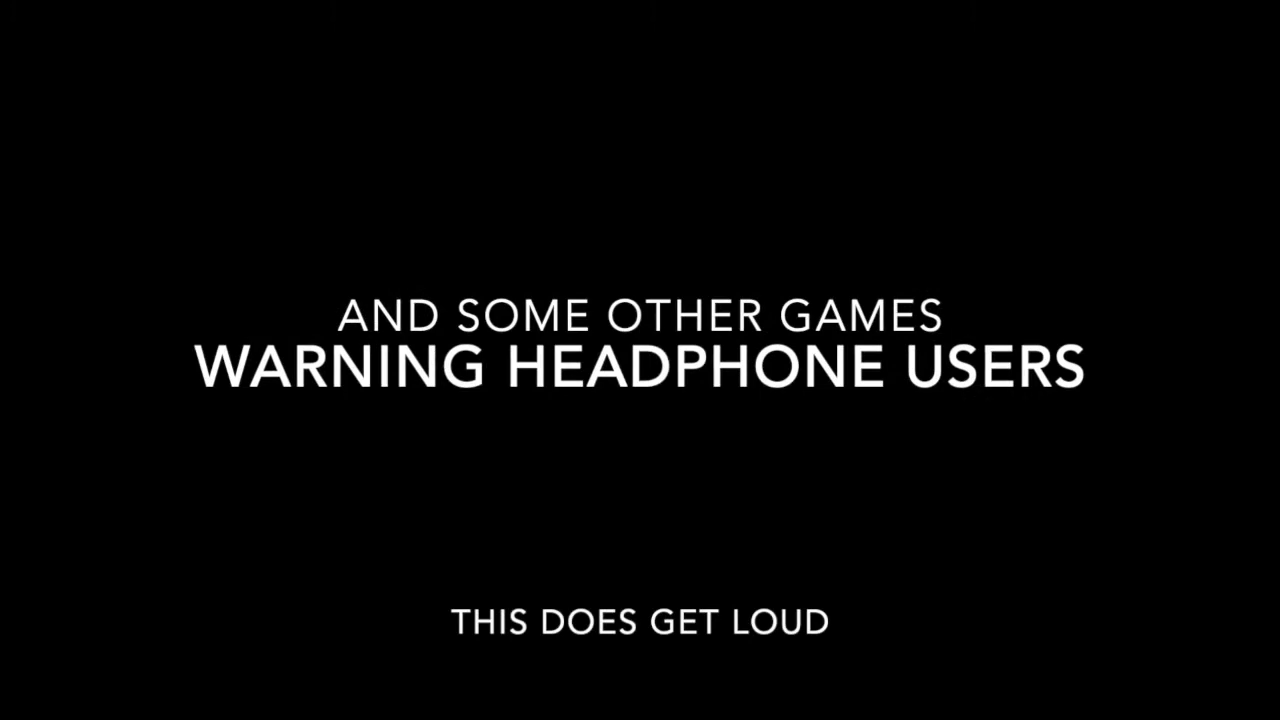 AND SOME OTHER GAMES
WARNING HEADPHONE USERS
THIS DOES GET LOUD